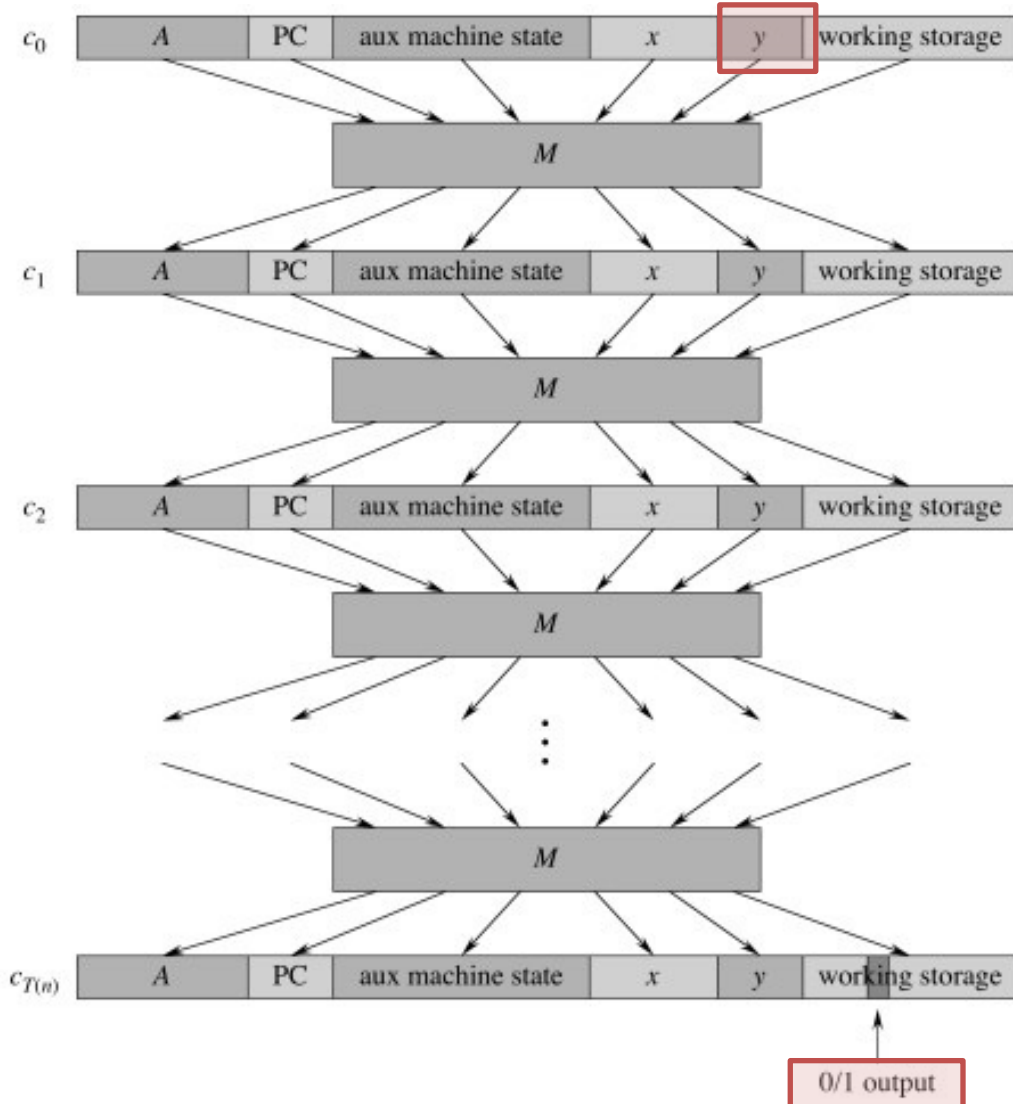 c₀ A PC aux machine state x y working storage
M
c₁ A PC aux machine state x y working storage
M
c₂ A PC aux machine state x y working storage
M
⋮
M
c_{T(n)} A PC aux machine state x y working storage
0/1 output